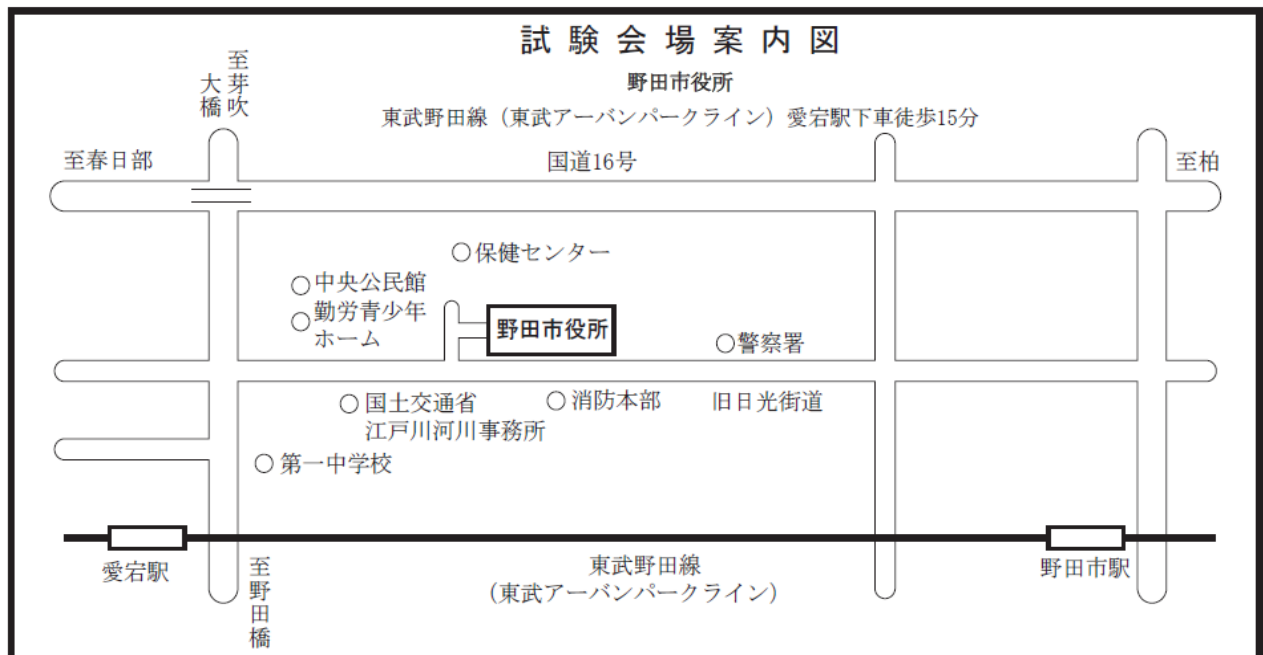 試験会場案内図
野田市役所
東武野田線（東武アーバンパークライン）愛宕駅下車徒歩15分
至芽吹
大橋
至春日部
国道16号
至柏
保健センター
中央公民館
勤労青少年
ホーム
野田市役所
警察署
国土交通省
江戸川河川事務所
消防本部
旧日光街道
第一中学校
愛宕駅
至野田橋
東武野田線
（東武アーバンパークライン）
野田市駅